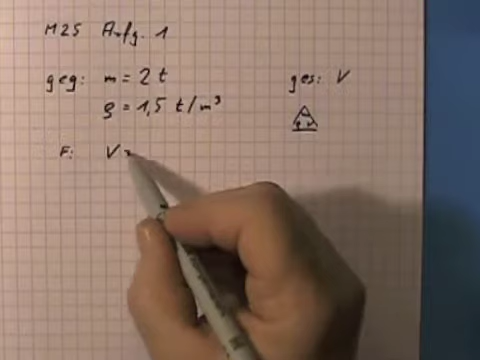 M25 Aufg. 1
geg: m = 2 t ges: V
ρ = 1,5 t/m³
F: V =